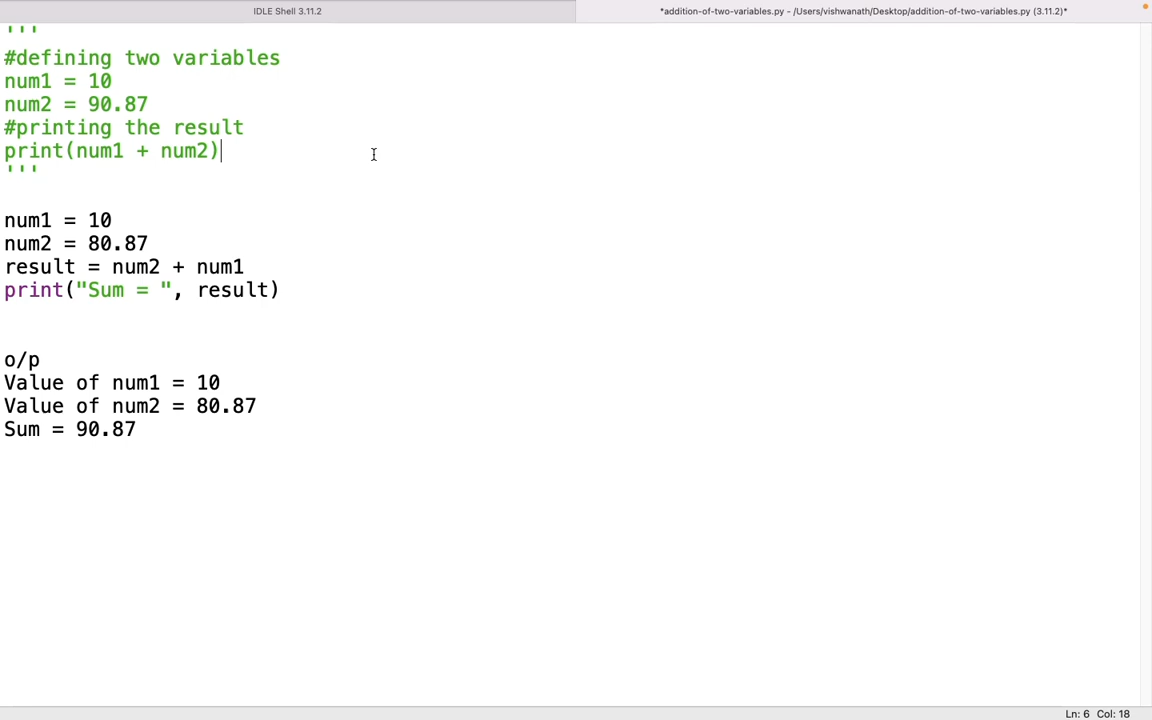 IDLE Shell 3.11.2
*addition-of-two-variables.py - /Users/vishwanath/Desktop/addition-of-two-variables.py (3.11.2)*
'''
#defining two variables
num1 = 10
num2 = 90.87
#printing the result
print(num1 + num2)
'''
num1 = 10
num2 = 80.87
result = num2 + num1
print("Sum = ", result)
o/p
Value of num1 = 10
Value of num2 = 80.87
Sum = 90.87
Ln: 6 Col: 18